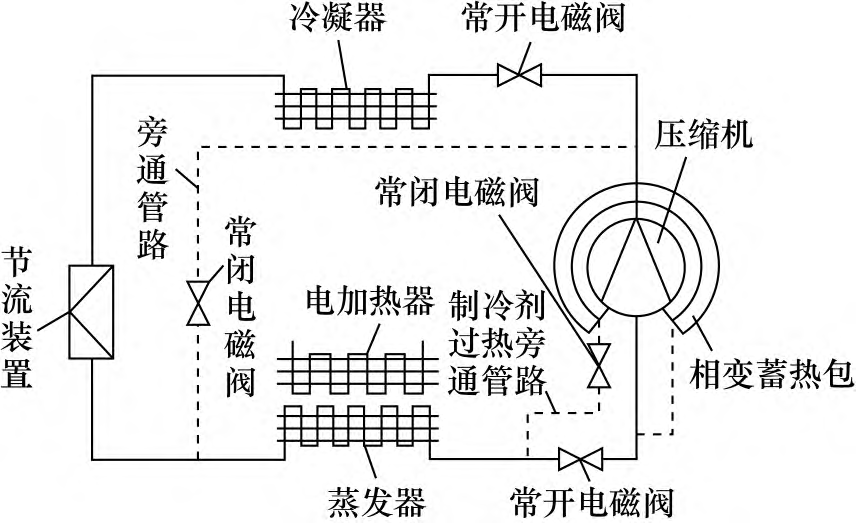 冷凝器
常开电磁阀
旁通管路
压缩机
常闭电磁阀
常闭电磁阀
节流装置
电加热器
制冷剂
过热旁
通管路
相变蓄热包
蒸发器
常开电磁阀